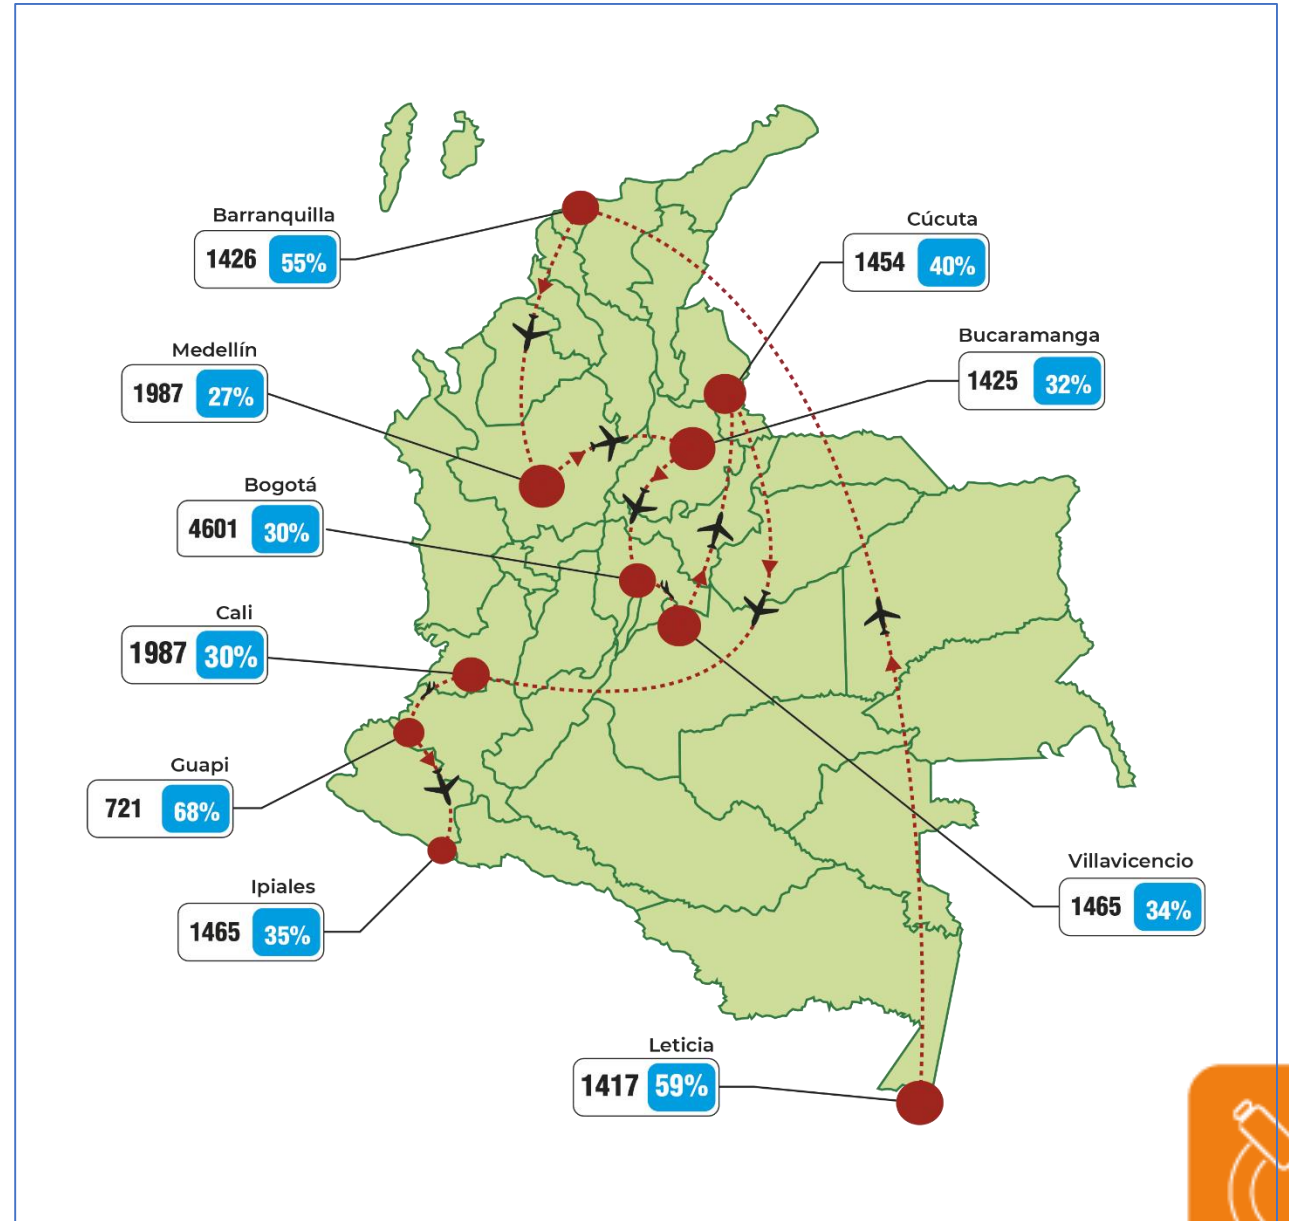 Barranquilla
1426 55%
Cúcuta
1454 40%
Medellín
1987 27%
Bucaramanga
1425 32%
Bogotá
4601 30%
Cali
1987 30%
Guapi
721 68%
Ipiales
1465 35%
Villavicencio
1465 34%
Leticia
1417 59%